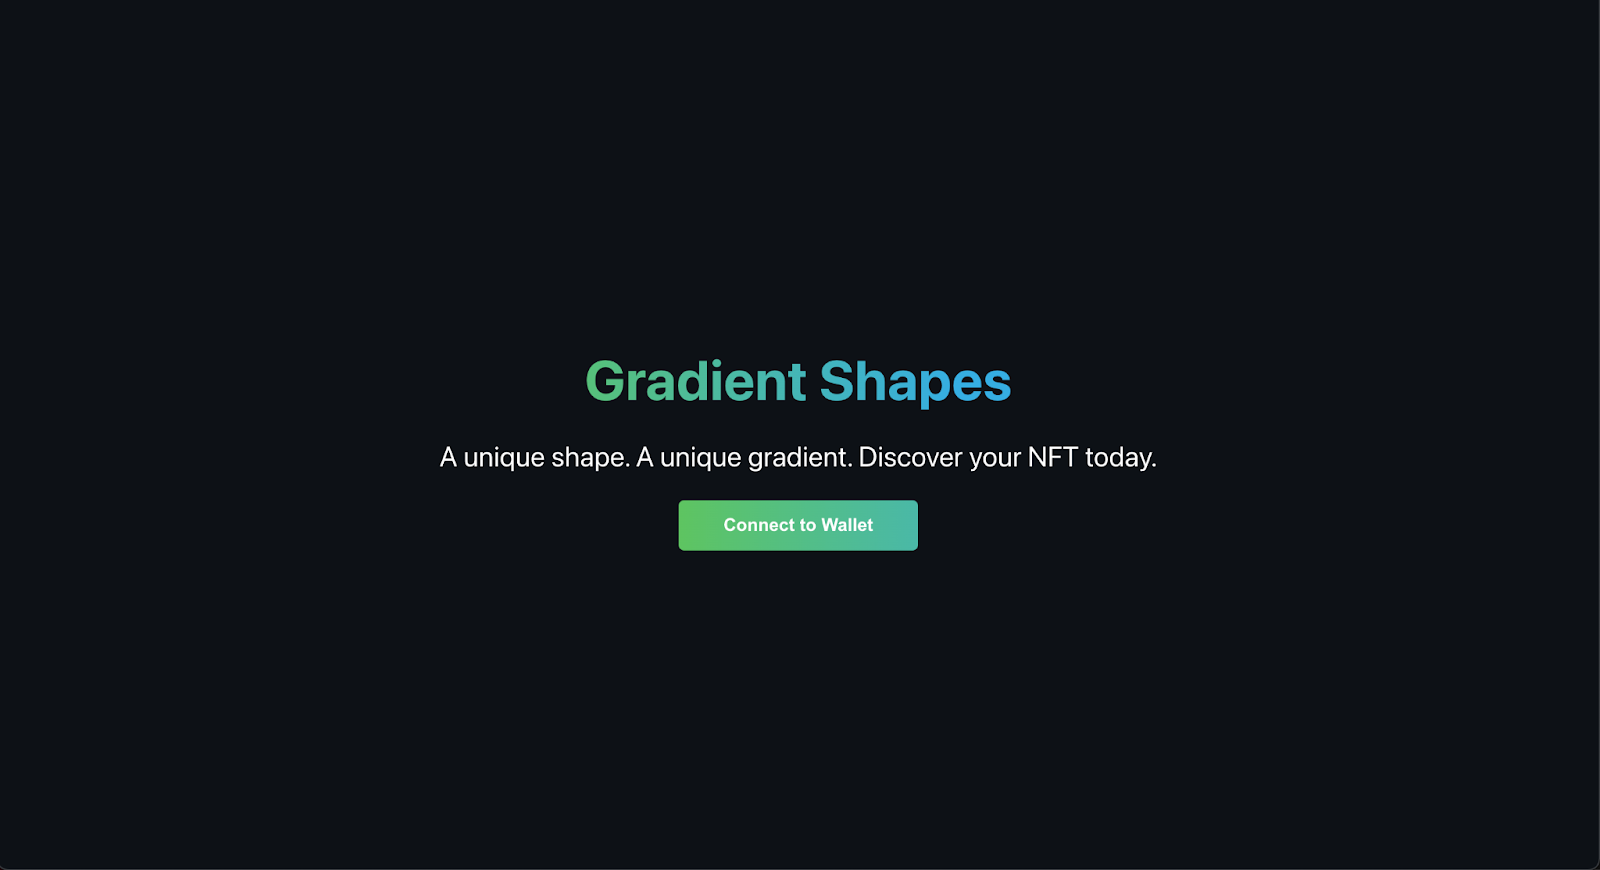 Gradient Shapes
A unique shape. A unique gradient. Discover your NFT today.
Connect to Wallet